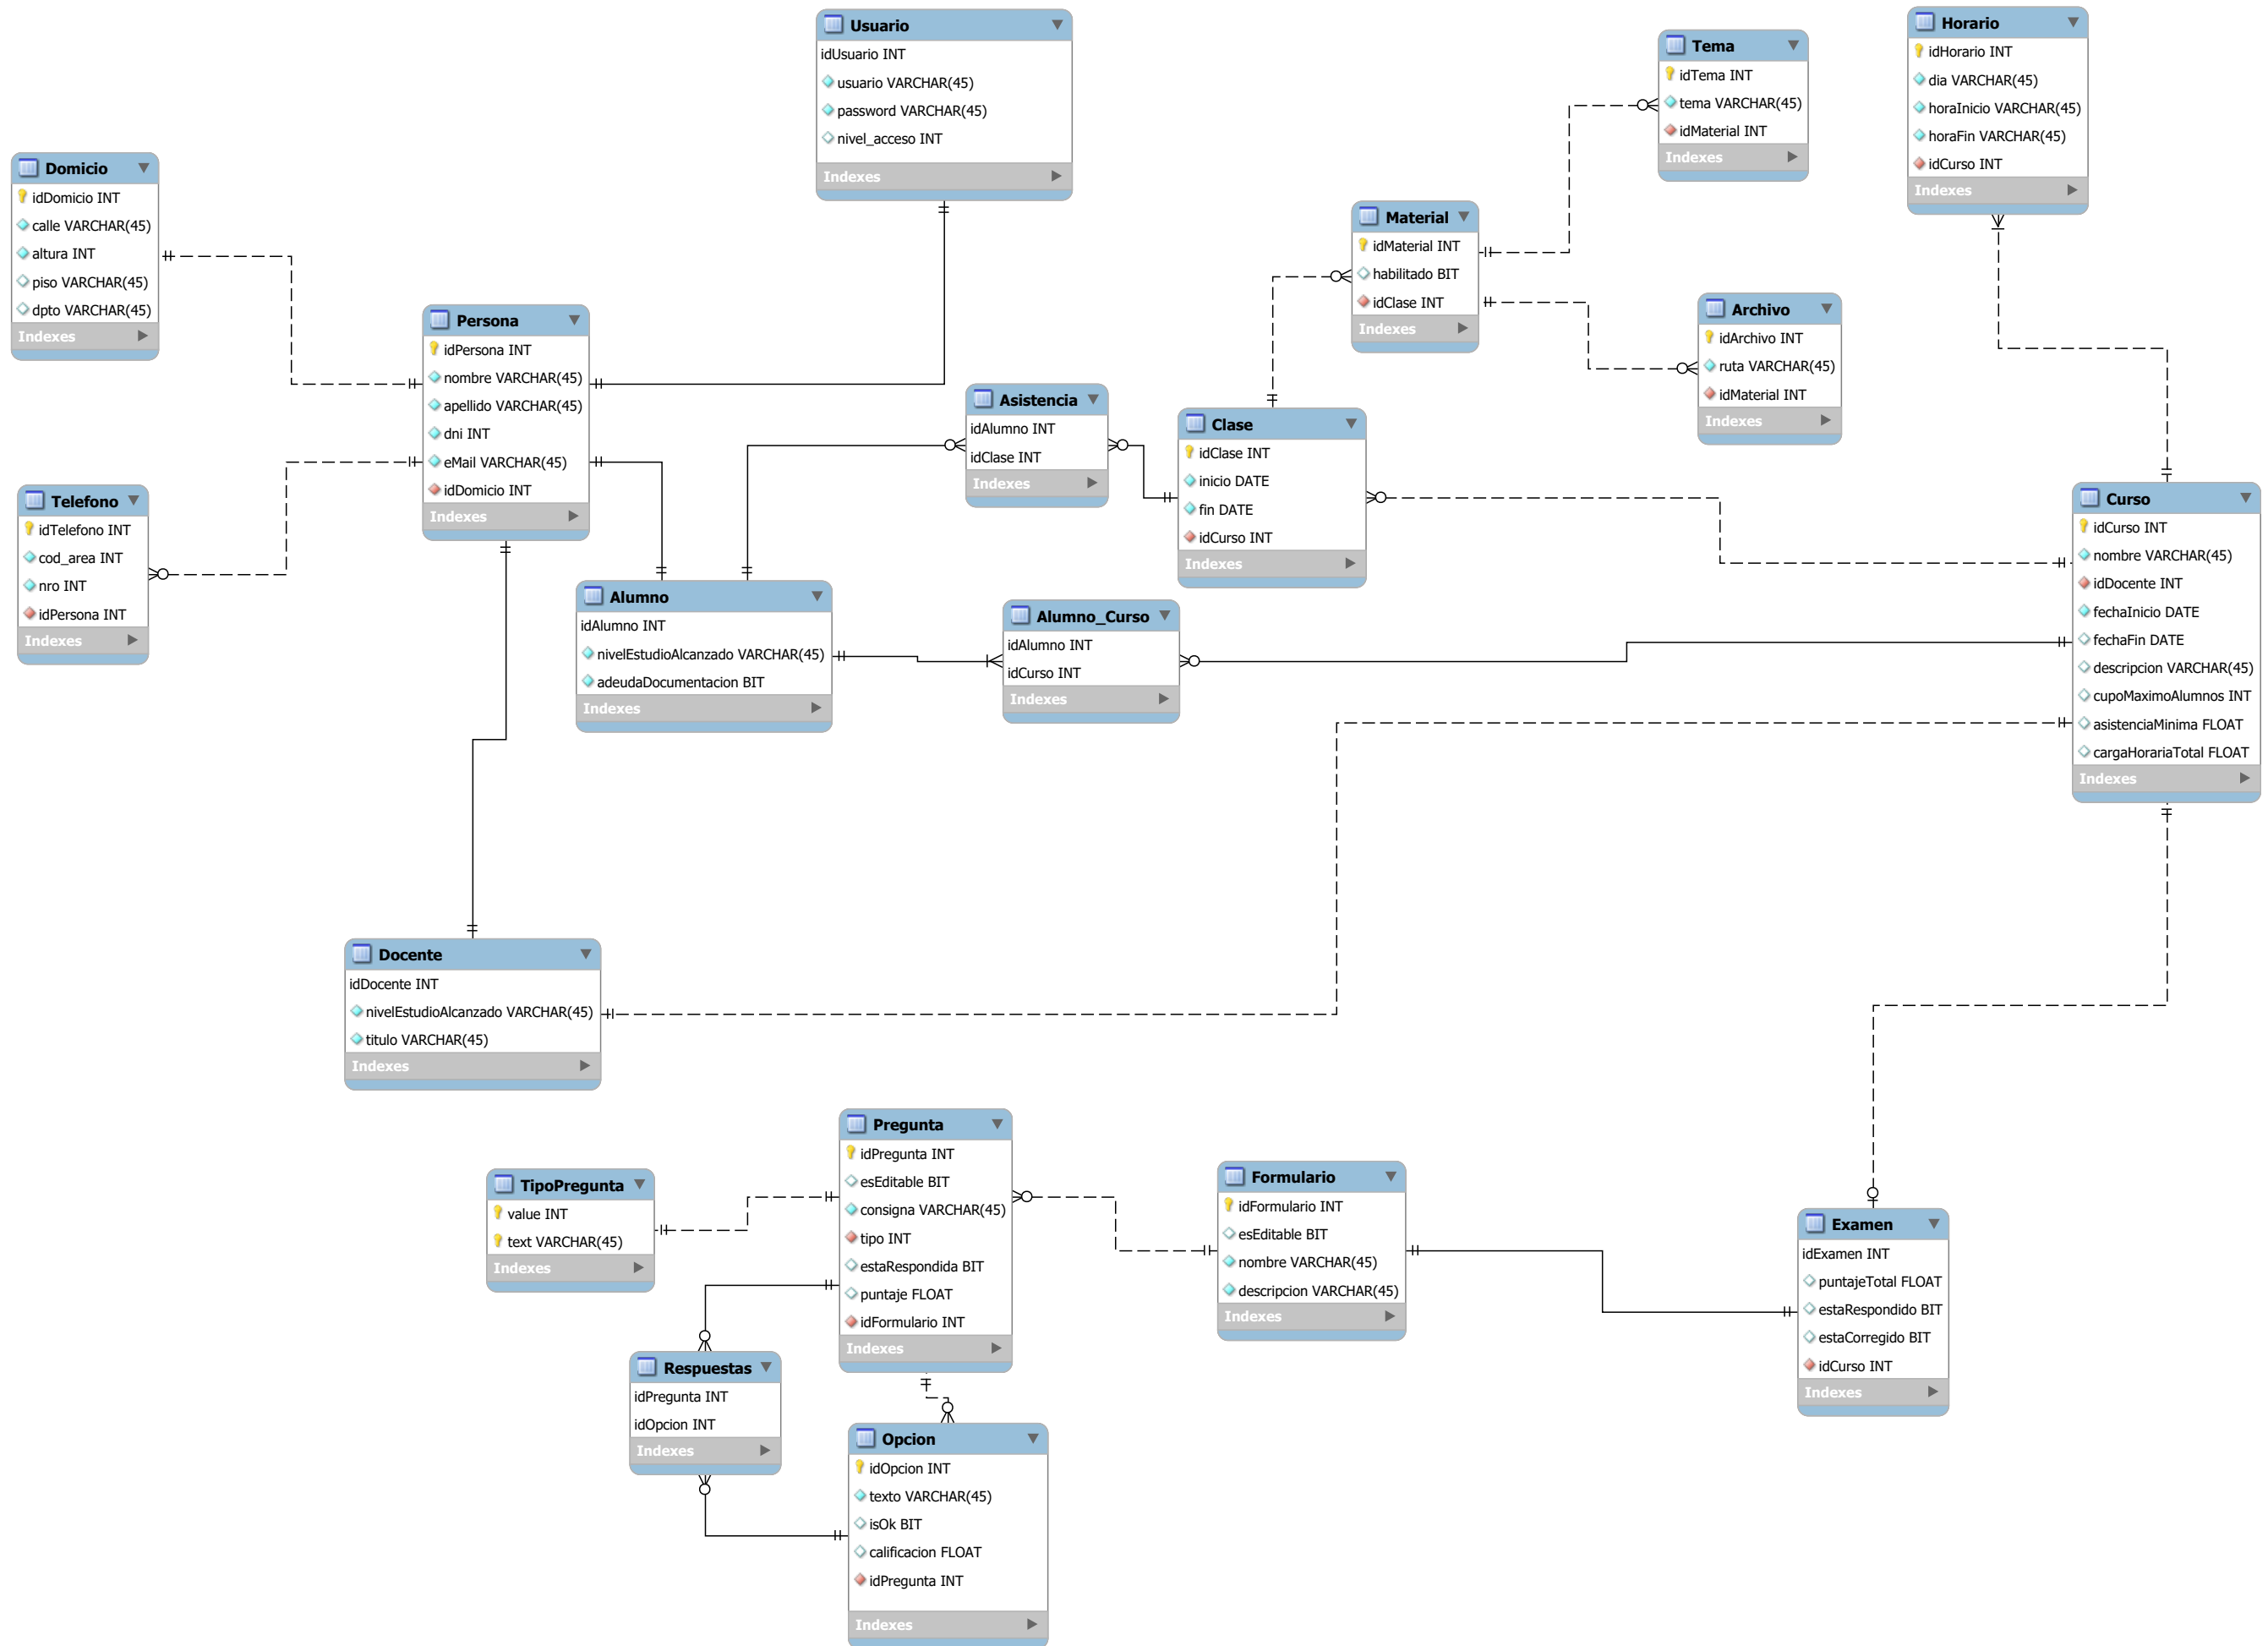 Usuario
idUsuario INT
usuario VARCHAR(45)
password VARCHAR(45)
nivel_acceso INT
Indexes
Tema
idTema INT
tema VARCHAR(45)
idMaterial INT
Indexes
Horario
idHorario INT
dia VARCHAR(45)
horaInicio VARCHAR(45)
horaFin VARCHAR(45)
idCurso INT
Indexes
Domicio
idDomicio INT
calle VARCHAR(45)
altura INT
piso VARCHAR(45)
dpto VARCHAR(45)
Indexes
Material
idMaterial INT
habilitado BIT
idClase INT
Indexes
Archivo
idArchivo INT
ruta VARCHAR(45)
idMaterial INT
Indexes
Persona
idPersona INT
nombre VARCHAR(45)
apellido VARCHAR(45)
dni INT
eMail VARCHAR(45)
idDomicio INT
Indexes
Asistencia
idAlumno INT
idClase INT
Indexes
Clase
idClase INT
inicio DATE
fin DATE
idCurso INT
Indexes
Telefono
idTelefono INT
cod_area INT
nro INT
idPersona INT
Indexes
Curso
idCurso INT
nombre VARCHAR(45)
idDocente INT
fechaInicio DATE
fechaFin DATE
descripcion VARCHAR(45)
cupoMaximoAlumnos INT
asistenciaMinima FLOAT
cargaHorariaTotal FLOAT
Indexes
Alumno
idAlumno INT
nivelEstudioAlcanzado VARCHAR(45)
adeudaDocumentacion BIT
Indexes
Alumno_Curso
idAlumno INT
idCurso INT
Indexes
Docente
idDocente INT
nivelEstudioAlcanzado VARCHAR(45)
titulo VARCHAR(45)
Indexes
Pregunta
idPregunta INT
esEditable BIT
consigna VARCHAR(45)
tipo INT
estaRespondida BIT
puntaje FLOAT
idFormulario INT
Indexes
TipoPregunta
value INT
text VARCHAR(45)
Indexes
Formulario
idFormulario INT
esEditable BIT
nombre VARCHAR(45)
descripcion VARCHAR(45)
Indexes
Examen
idExamen INT
puntajeTotal FLOAT
estaRespondido BIT
estaCorregido BIT
idCurso INT
Indexes
Respuestas
idPregunta INT
idOpcion INT
Indexes
Opcion
idOpcion INT
texto VARCHAR(45)
isOk BIT
calificacion FLOAT
idPregunta INT
Indexes